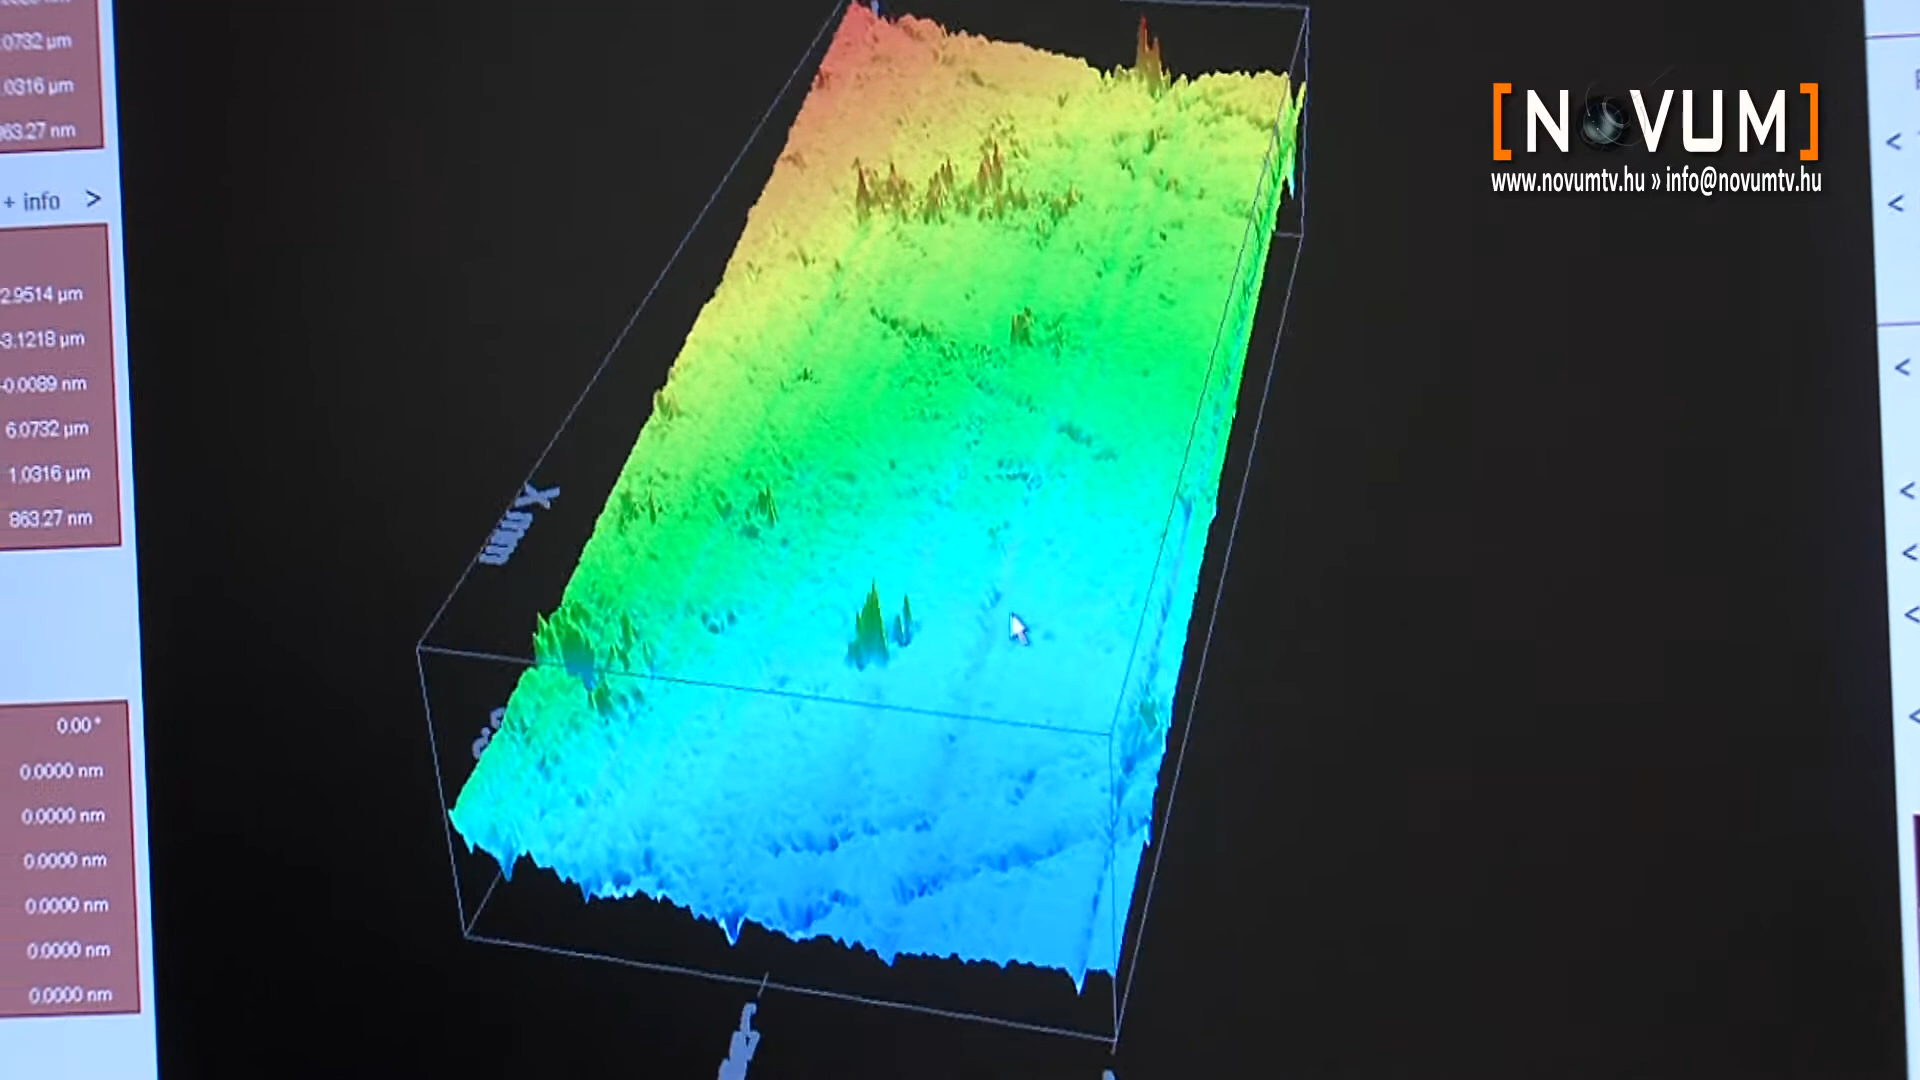 .0732 µm
.0316 µm
863.27 nm
+ info >
2.9514 µm
-3.1218 µm
-0.0089 nm
6.0732 µm
1.0316 µm
863.27 nm
0.00 °
0.0000 nm
0.0000 nm
0.0000 nm
0.0000 nm
0.0000 nm
0.0000 nm
X mm
[NOVUM]
www.novumtv.hu » info@novumtv.hu